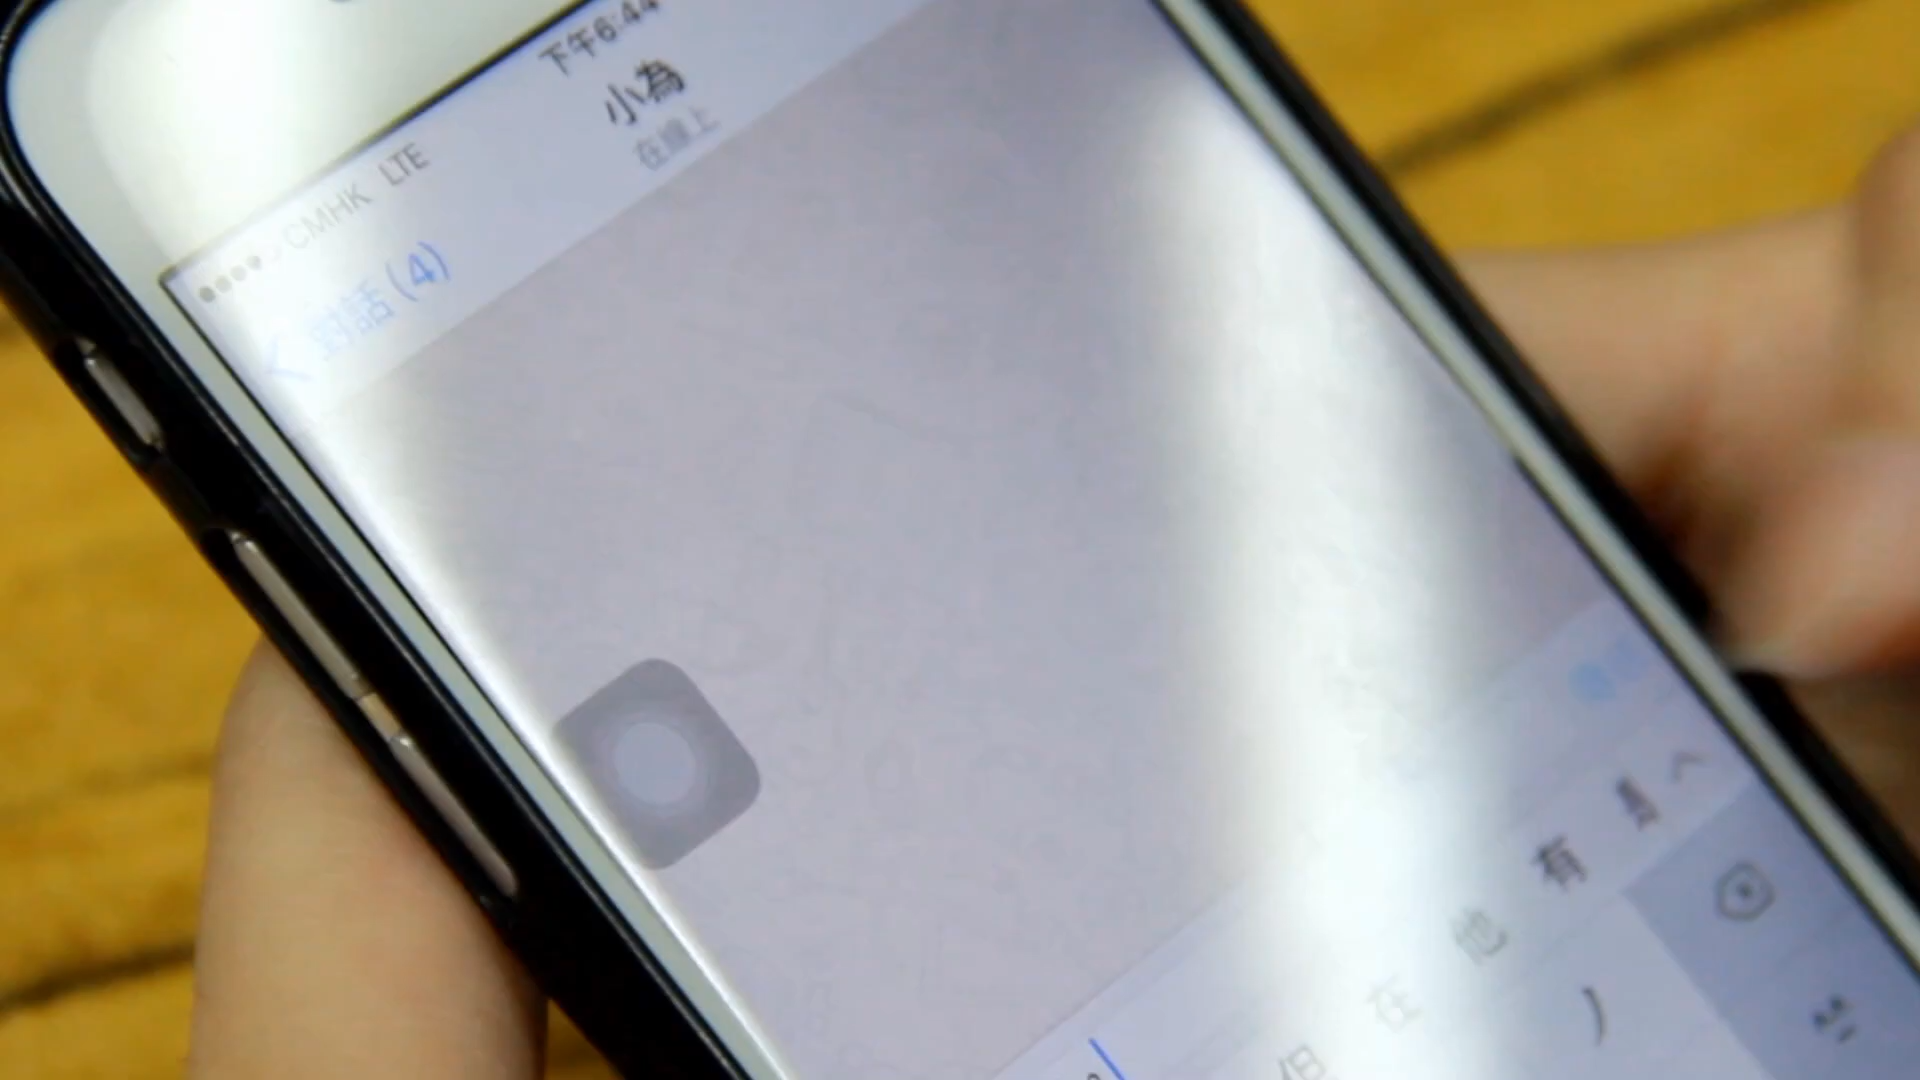 下午6:44
CMHK LTE
小為
在線上
對話 (4)
但 在 他 有